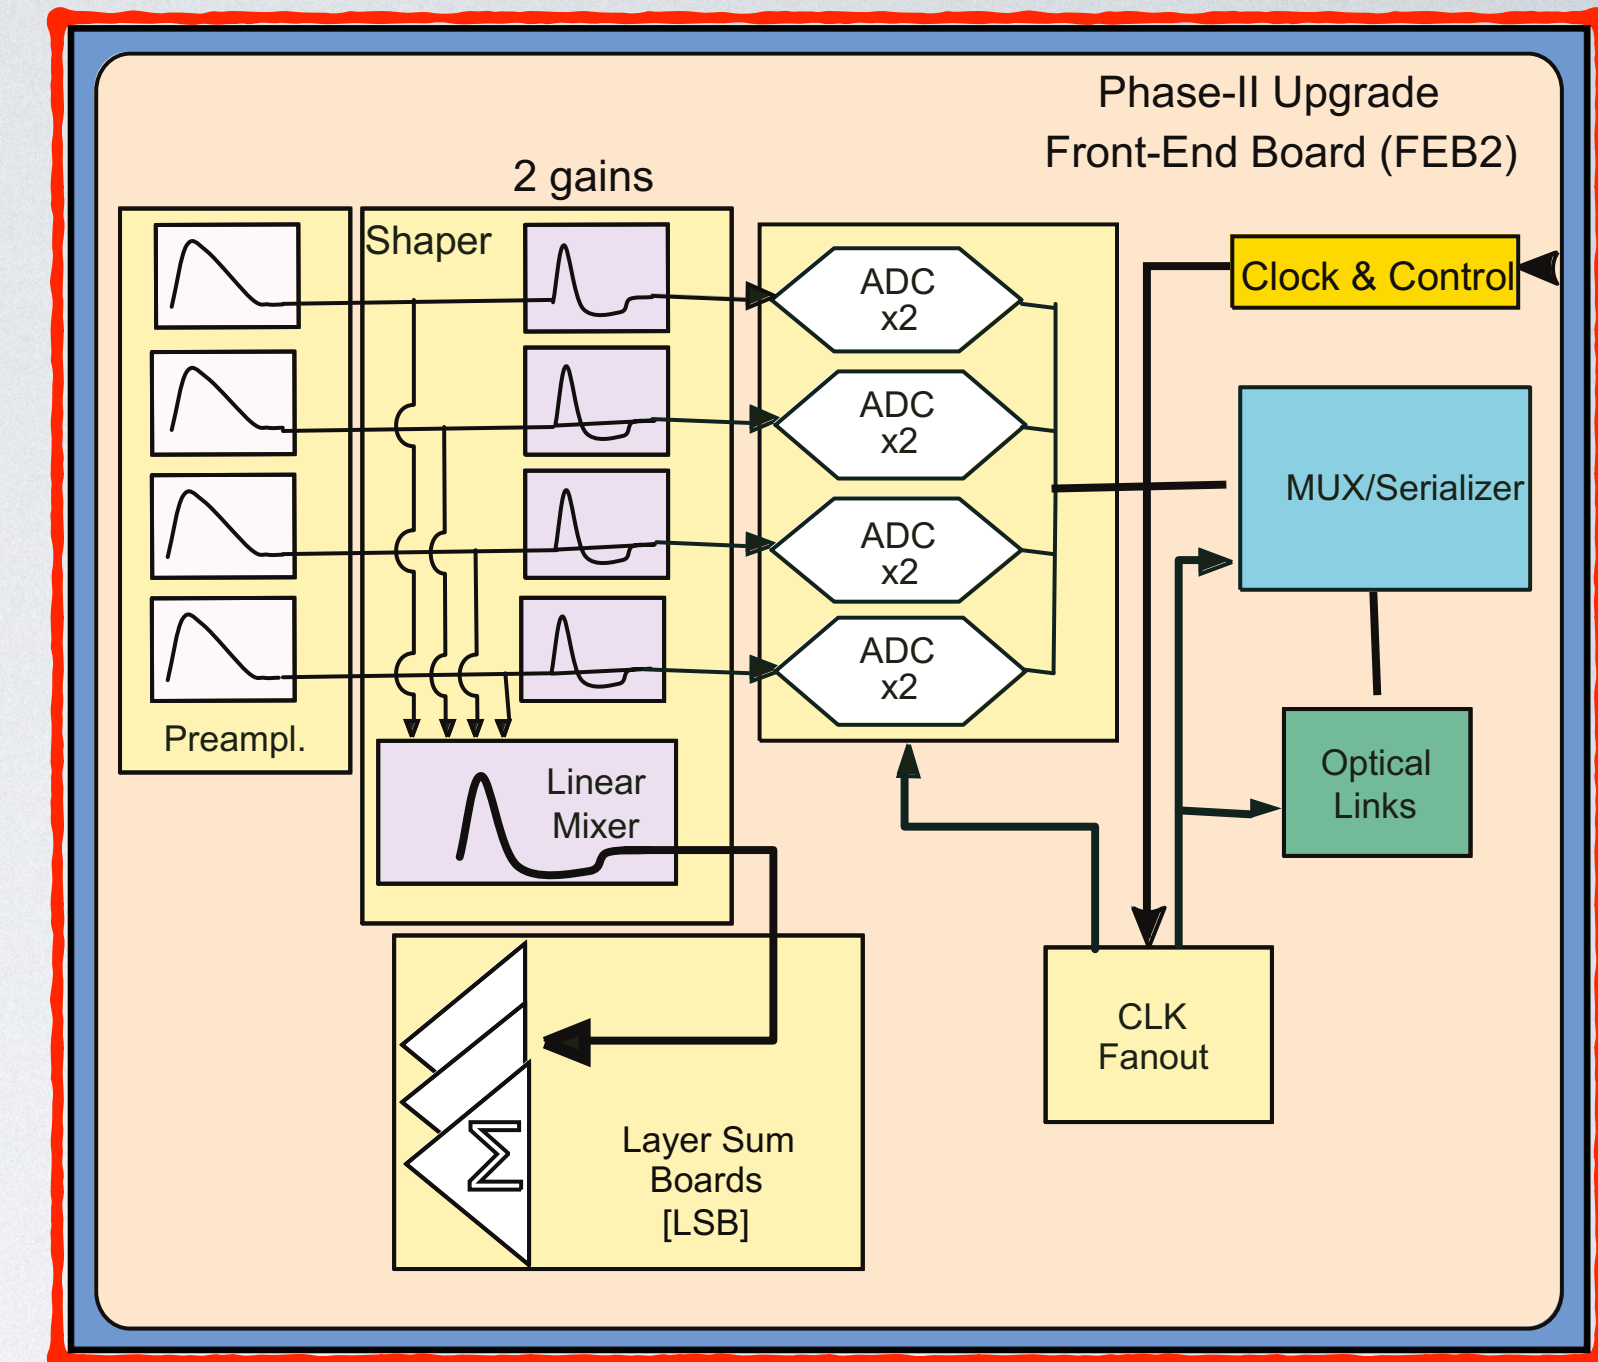 Phase-II Upgrade
Front-End Board (FEB2)
2 gains
Shaper
Preampl.
ADC
x2
ADC
x2
ADC
x2
ADC
x2
Clock & Control
MUX/Serializer
Optical
Links
Linear
Mixer
CLK
Fanout
Σ
Layer Sum
Boards
[LSB]